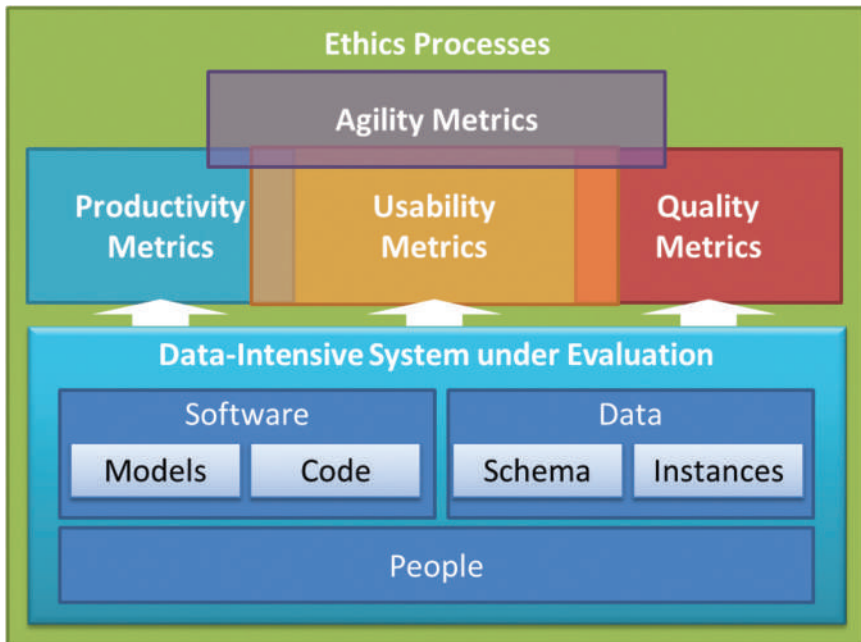 Ethics Processes
Agility Metrics
Productivity
Metrics
Usability
Metrics
Quality
Metrics
Data-Intensive System under Evaluation
Software
Models
Code
Data
Schema
Instances
People